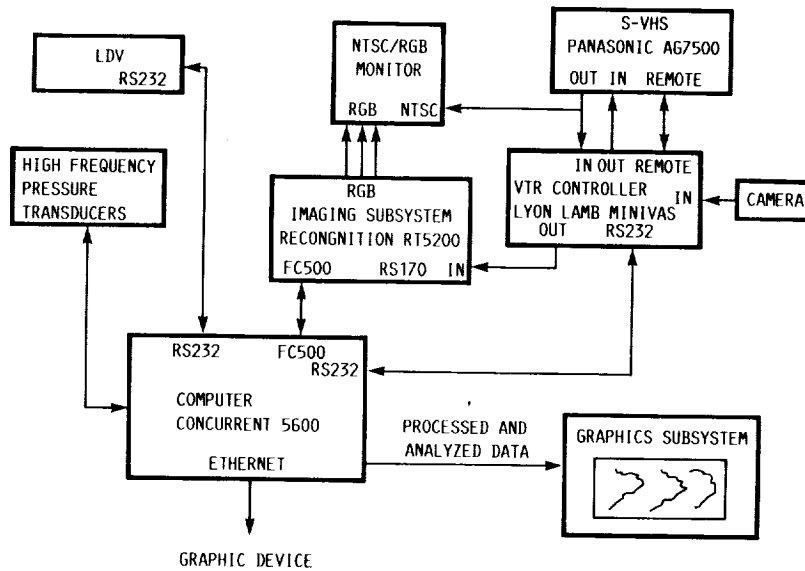 LDV
RS232
NTSC/RGB
MONITOR
RGB NTSC
S-VHS
PANASONIC AG7500
OUT IN REMOTE
HIGH FREQUENCY
PRESSURE
TRANSDUCERS
RGB
IMAGING SUBSYSTEM
RECONGNITION RT5200
FC500 RS170 IN
IN OUT REMOTE
VTR CONTROLLER IN
LYON LAMB MINIVAS
OUT RS232
CAMERA
RS232 FC500
RS232
COMPUTER
CONCURRENT 5600
ETHERNET
PROCESSED AND
ANALYZED DATA
GRAPHICS SUBSYSTEM
GRAPHIC DEVICE